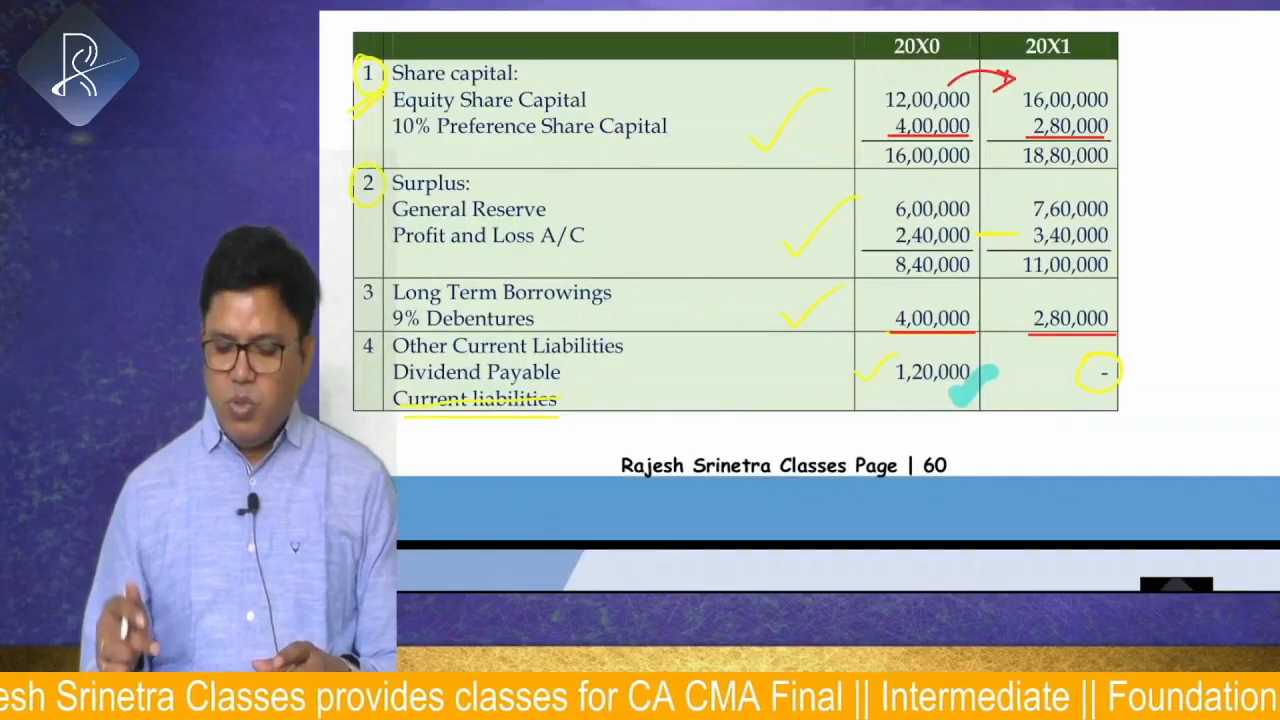 20X0 20X1
1 Share capital:
Equity Share Capital 12,00,000 16,00,000
10% Preference Share Capital 4,00,000 2,80,000
16,00,000 18,80,000
2 Surplus:
General Reserve 6,00,000 7,60,000
Profit and Loss A/C 2,40,000 3,40,000
8,40,000 11,00,000
3 Long Term Borrowings
9% Debentures 4,00,000 2,80,000
4 Other Current Liabilities
Dividend Payable 1,20,000 -
Current liabilities
Rajesh Srinetra Classes Page | 60
esh Srinetra Classes provides classes for CA CMA Final || Intermediate || Foundation